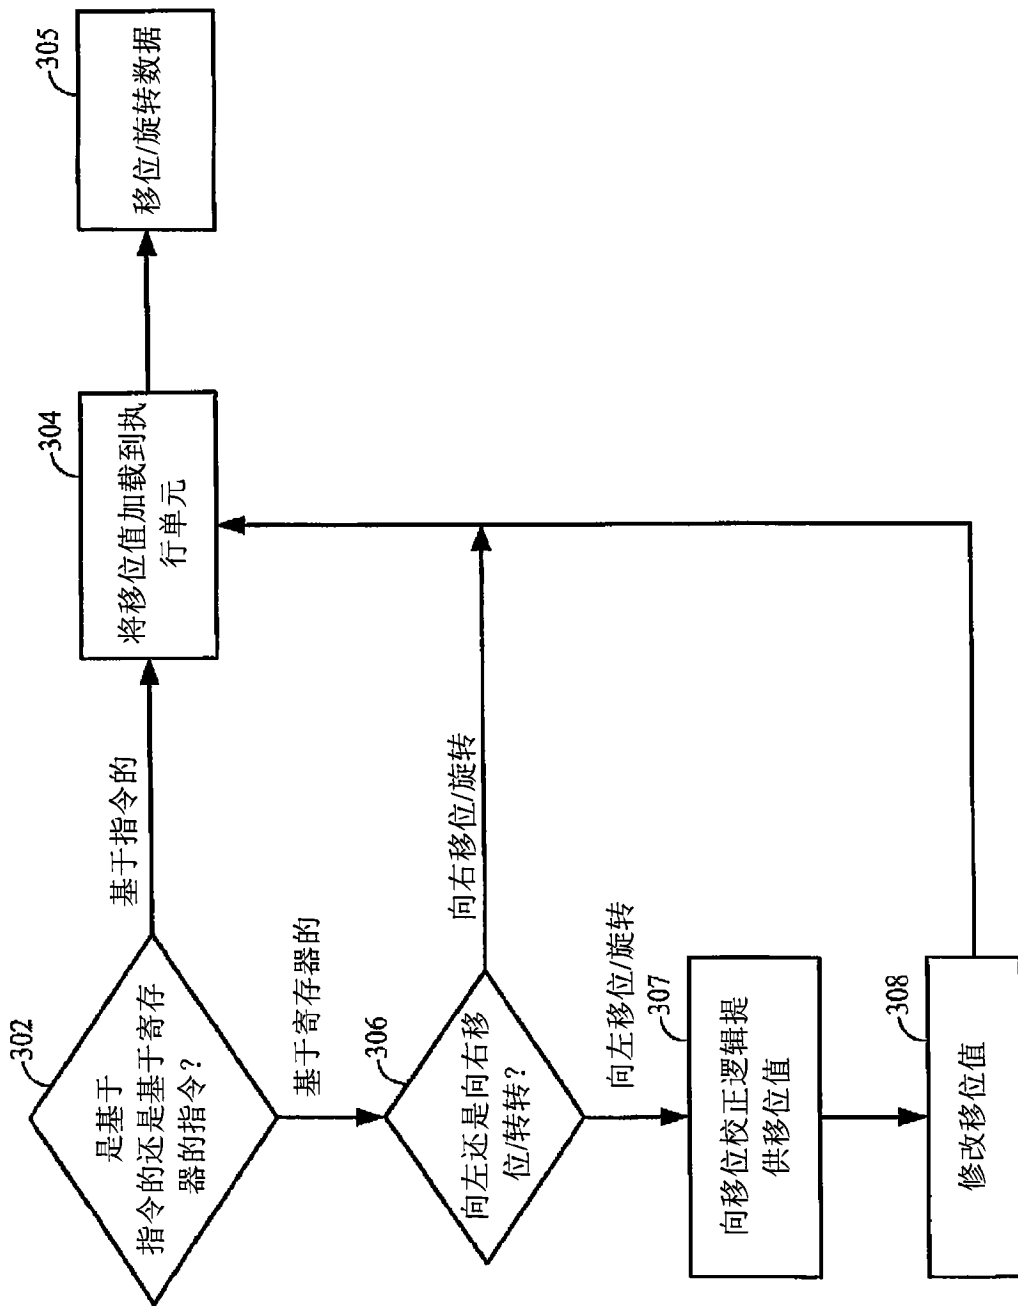 302
是基于
指令的还是基于寄存
器的指令?
基于指令的
304
将移位值加载到执
行单元
305
移位/旋转数据
基于寄存器的
306
向左还是向右移
位/转转?
向右移位/旋转
向左移位/旋转
307
向移位校正逻辑提
供移位值
308
修改移位值